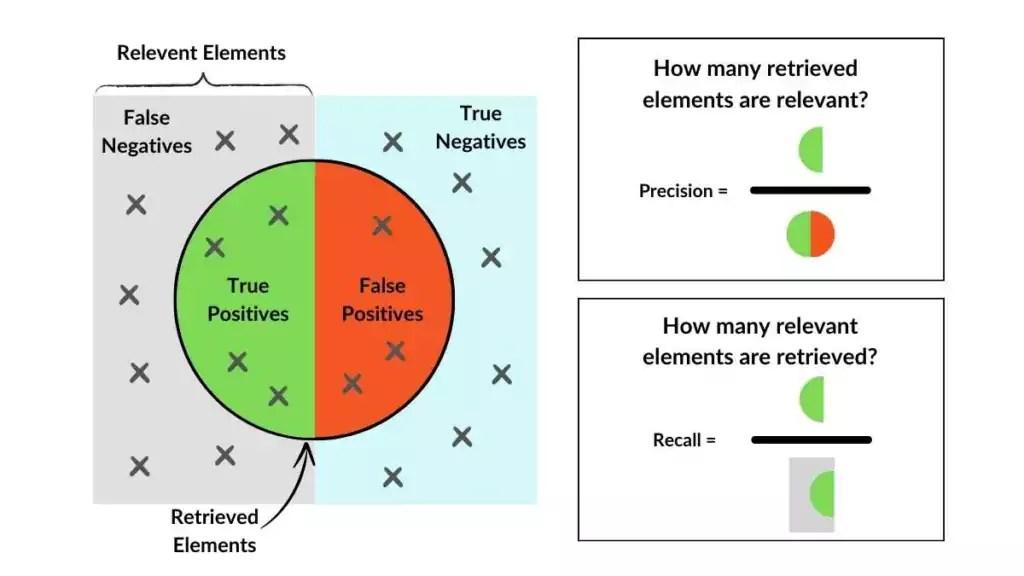 Relevent Elements
False
Negatives
True
Negatives
True
Positives
False
Positives
Retrieved
Elements
How many retrieved
elements are relevant?
Precision =
How many relevant
elements are retrieved?
Recall =